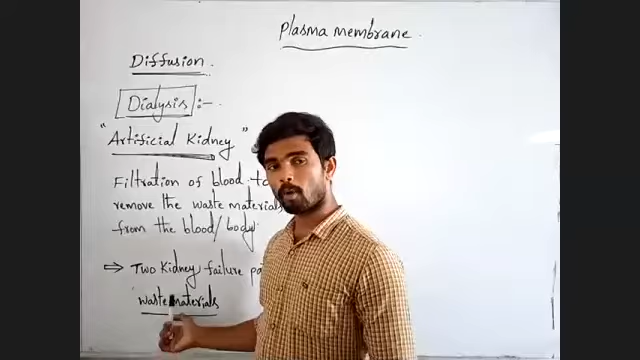 Plasma membrane.
Diffusion.
Dialysis :-
"Artificial Kidney"
Filtration of blood to
remove the waste materials
from the blood/body.
⇒ Two Kidney failure
waste materials